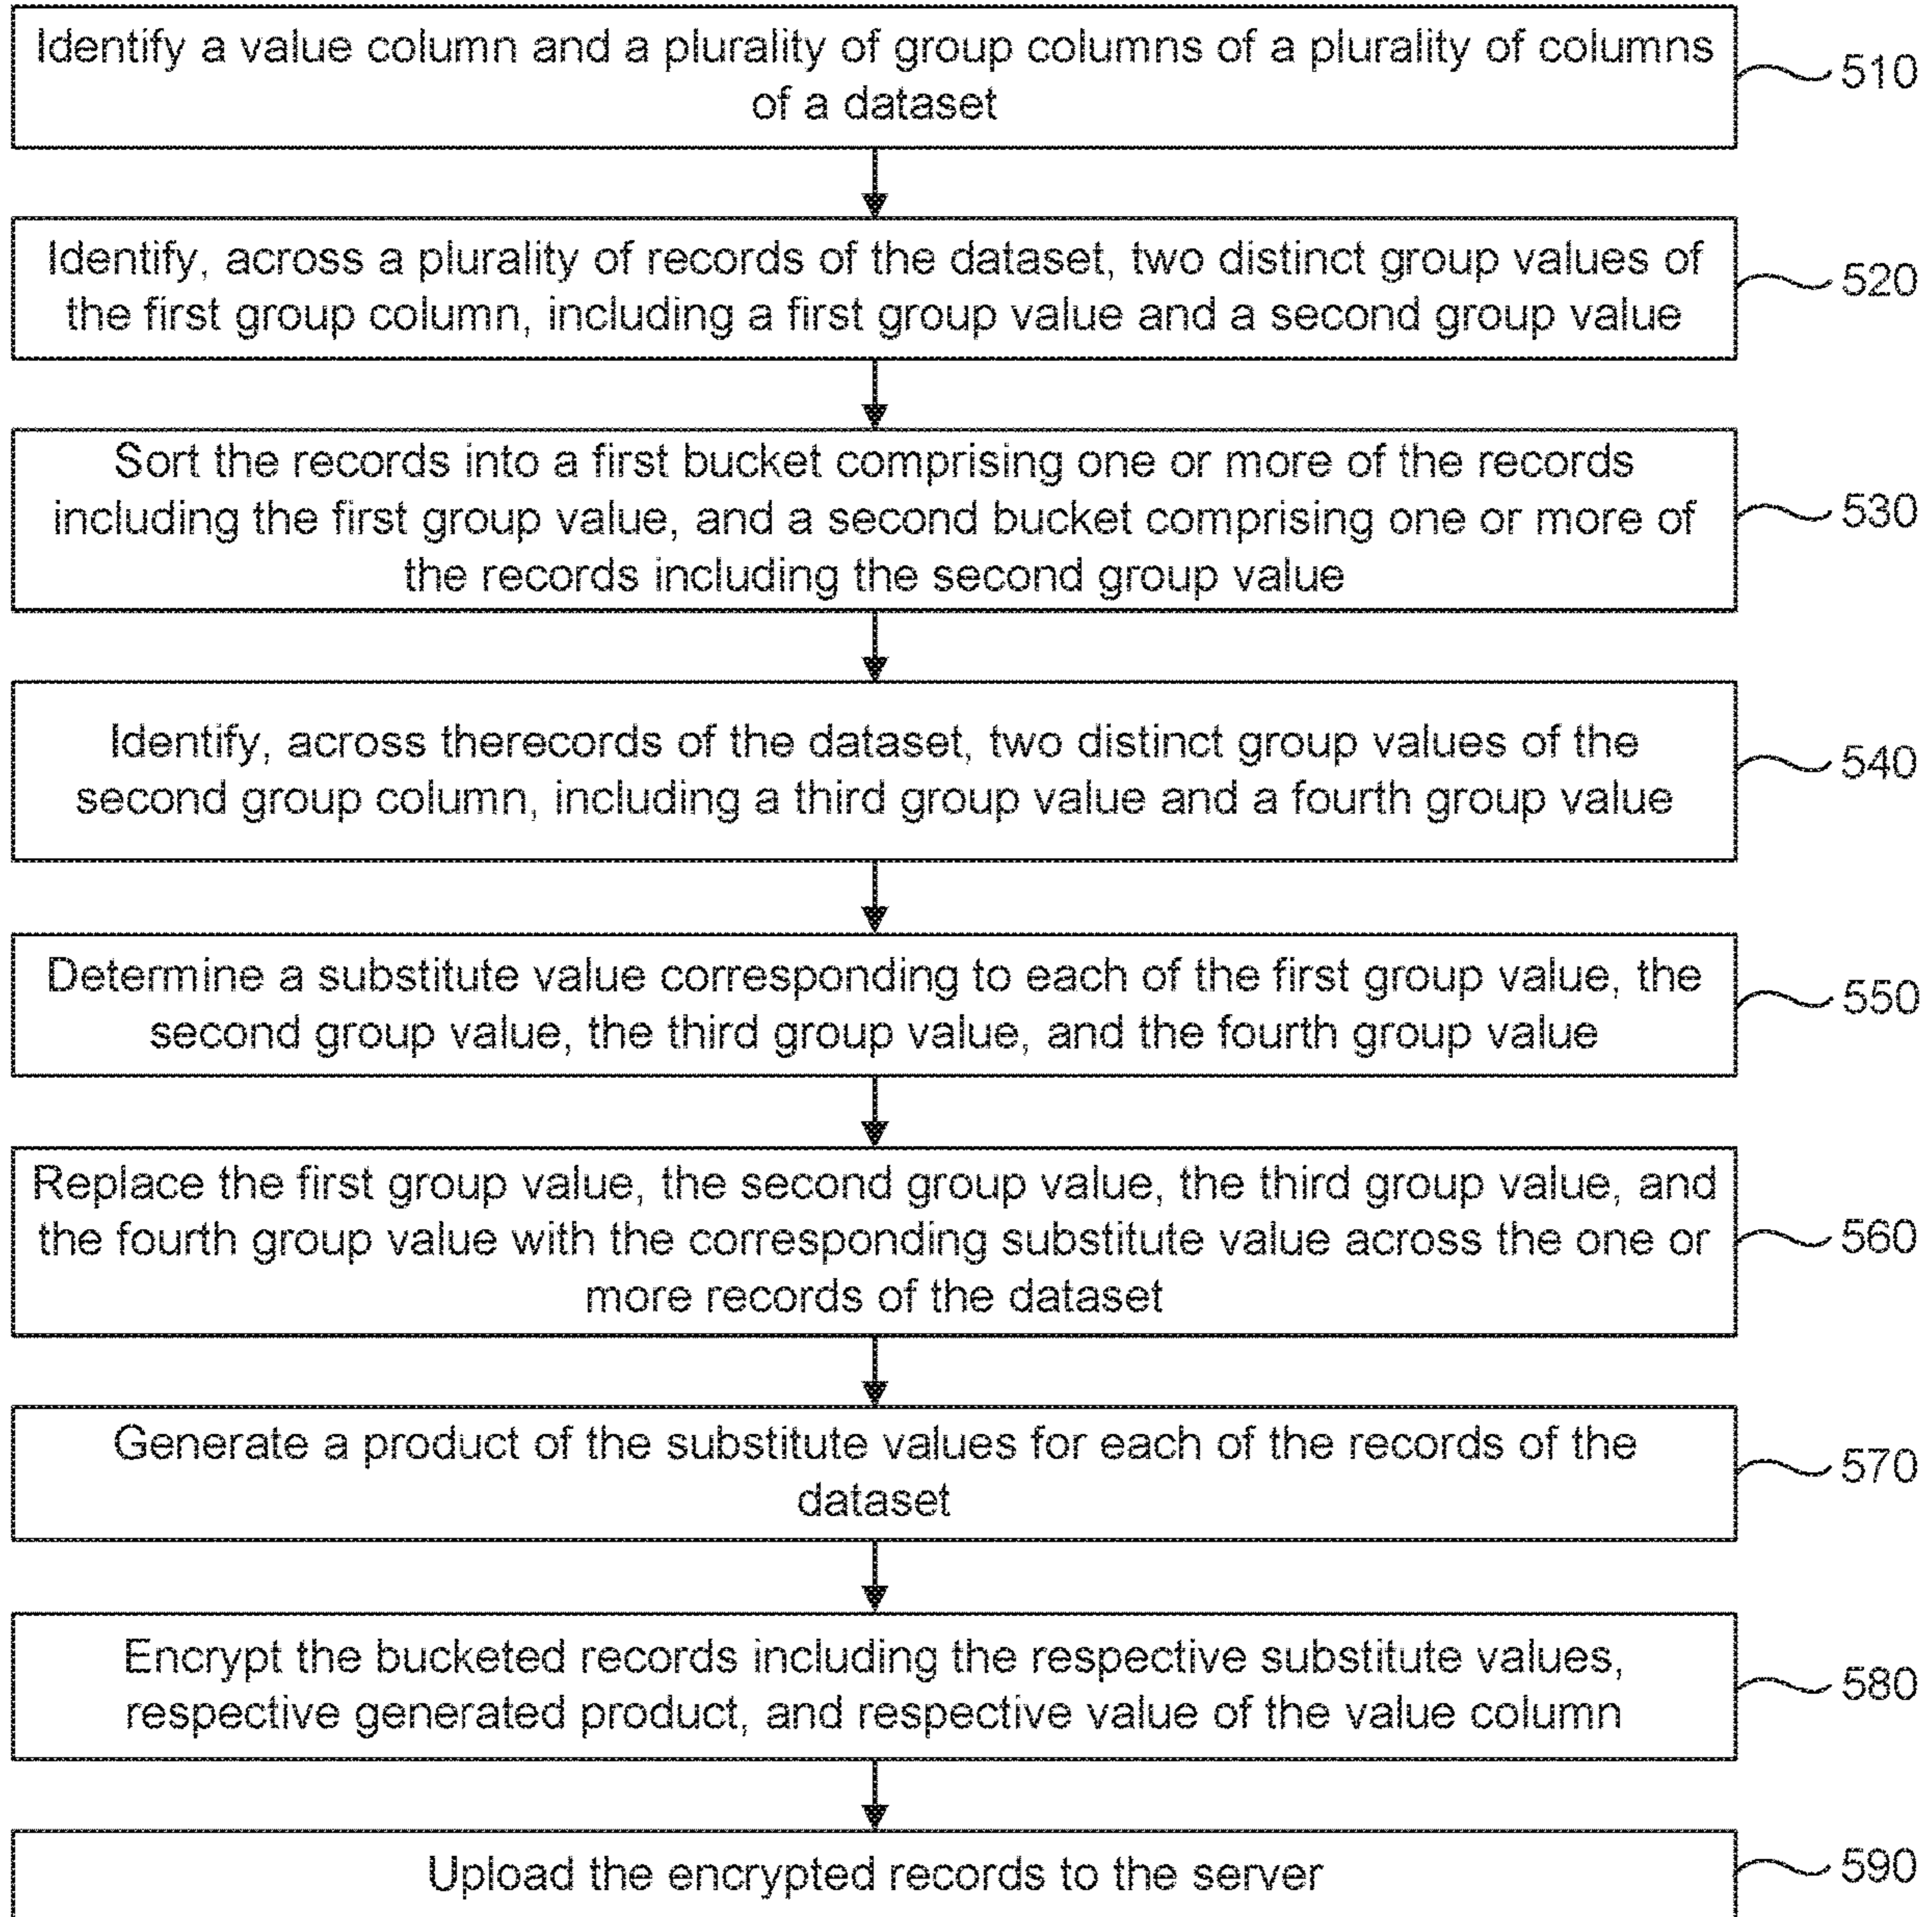 Identify a value column and a plurality of group columns of a plurality of columns
of a dataset
510
Identify, across a plurality of records of the dataset, two distinct group values of
the first group column, including a first group value and a second group value
520
Sort the records into a first bucket comprising one or more of the records
including the first group value, and a second bucket comprising one or more of
the records including the second group value
530
Identify, across therecords of the dataset, two distinct group values of the
second group column, including a third group value and a fourth group value
540
Determine a substitute value corresponding to each of the first group value, the
second group value, the third group value, and the fourth group value
550
Replace the first group value, the second group value, the third group value, and
the fourth group value with the corresponding substitute value across the one or
more records of the dataset
560
Generate a product of the substitute values for each of the records of the
dataset
570
Encrypt the bucketed records including the respective substitute values,
respective generated product, and respective value of the value column
580
Upload the encrypted records to the server
590